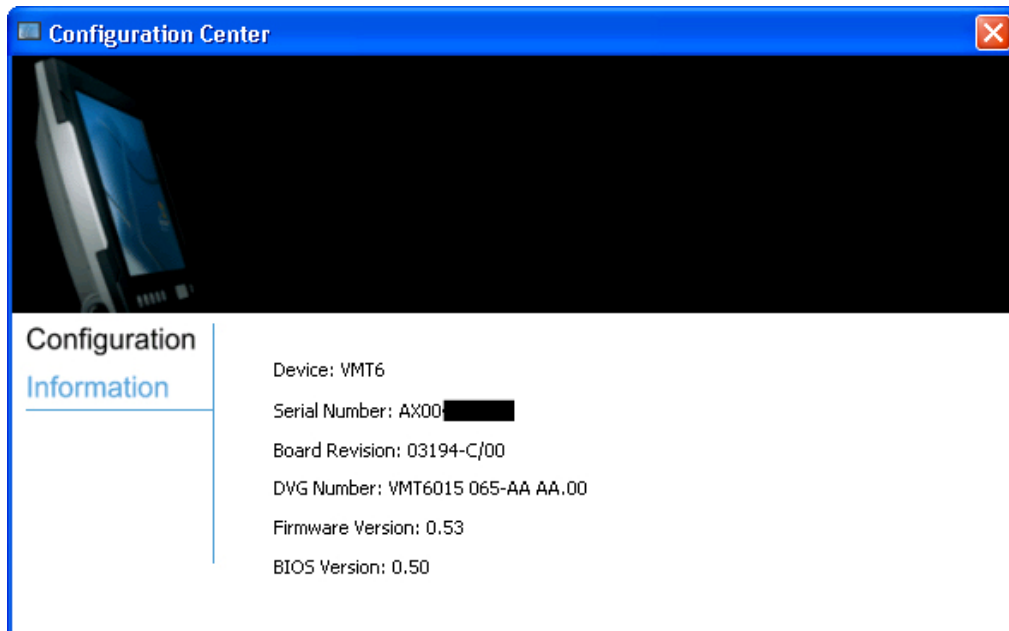 Configuration Center
Configuration
Information
Device: VMT6
Serial Number: AX00
Board Revision: 03194-C/00
DVG Number: VMT6015 065-AA AA.00
Firmware Version: 0.53
BIOS Version: 0.50